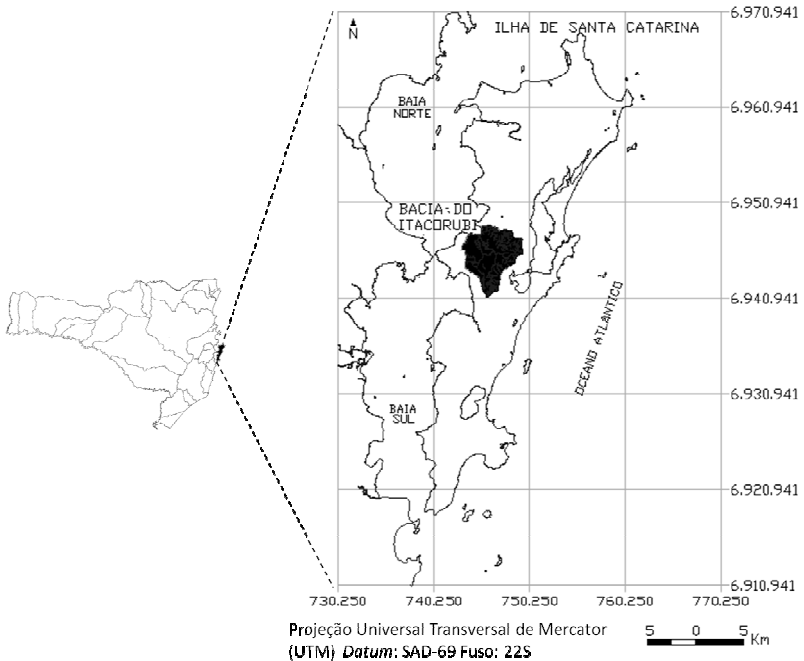 6.970.941
N
ILHA DE SANTA CATARINA
BAIA
NORTE
6.960.941
BACIA DO
ITACORUBI
6.950.941
6.940.941
OCEANO ATLANTICO
6.930.941
BAIA
SUL
6.920.941
6.910.941
730.250 740.250 750.250 760.250 770.250
Projeção Universal Transversal de Mercator
(UTM) Datum: SAD-69 Fuso: 22S
5 0 5 Km